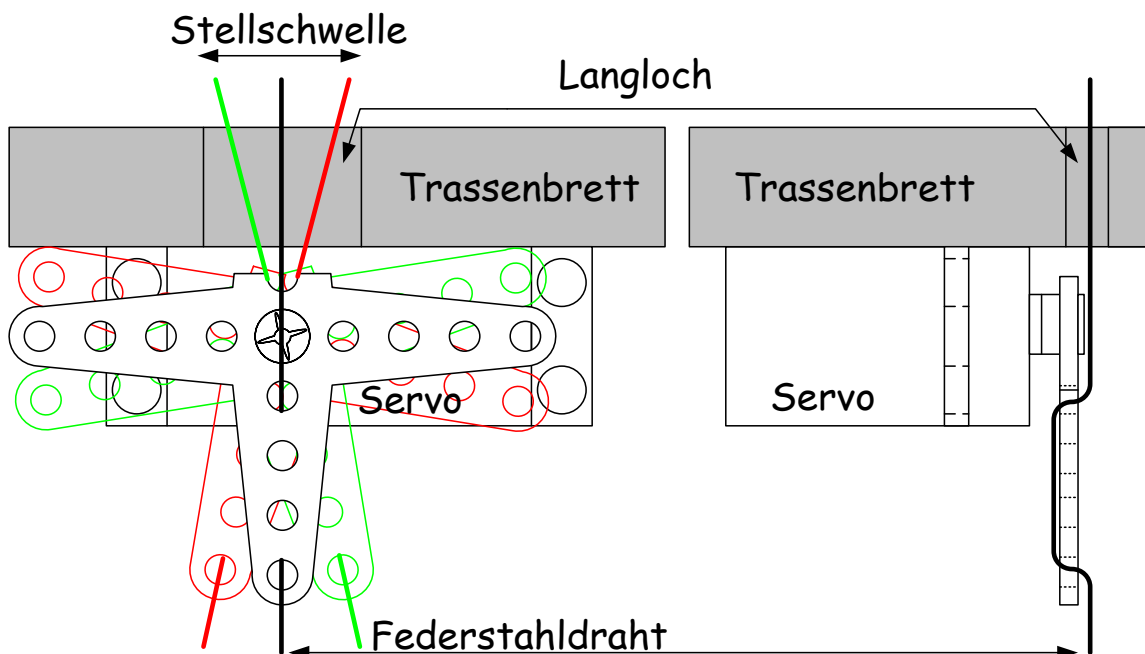 Stellschwelle
Langloch
Trassenbrett
Trassenbrett
Servo
Servo
Federstahldraht